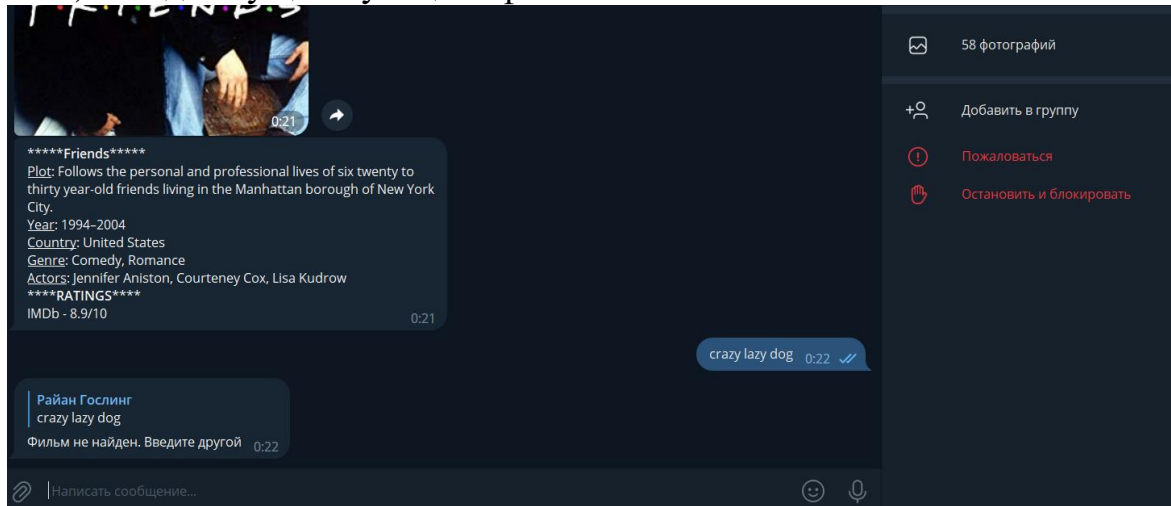 F·R·I·E·N·D·S
0:21
*****Friends*****
Plot: Follows the personal and professional lives of six twenty to
thirty year-old friends living in the Manhattan borough of New York
City.
Year: 1994–2004
Country: United States
Genre: Comedy, Romance
Actors: Jennifer Aniston, Courteney Cox, Lisa Kudrow
****RATINGS****
IMDb - 8.9/10
0:21
crazy lazy dog 0:22
Райан Гослинг
crazy lazy dog
Фильм не найден. Введите другой 0:22
Написать сообщение...
58 фотографий
Добавить в группу
Пожаловаться
Остановить и блокировать